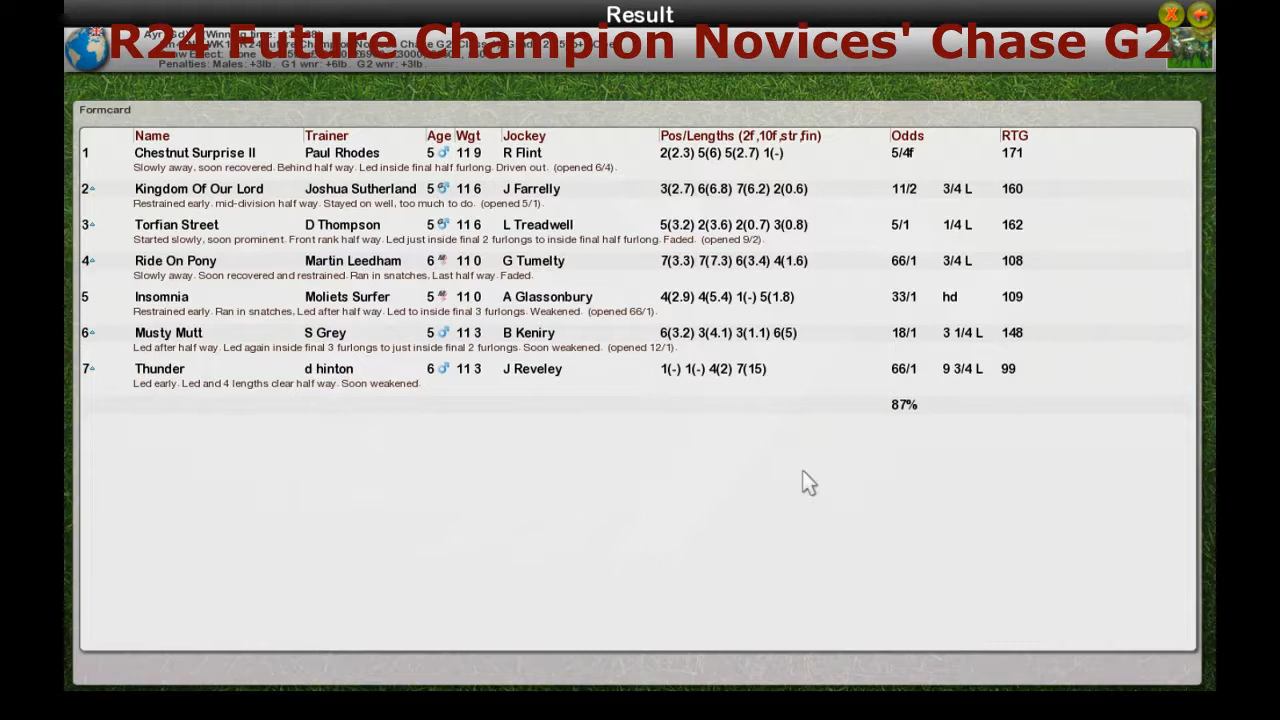 Result
R24 Future Champion Novices' Chase G2
Penalties: Males: +3lb. G1 wnr: +6lb. G2 wnr: +3lb.
Formcard
Name Trainer Age Wgt Jockey Pos/Lengths (2f,10f,str,fin) Odds RTG
1 Chestnut Surprise II Paul Rhodes 5 11 9 R Flint 2(2.3) 5(6) 5(2.7) 1(-) 5/4f 171
Slowly away, soon recovered. Behind half way. Led inside final half furlong. Driven out. (opened 6/4).
2 Kingdom Of Our Lord Joshua Sutherland 5 11 6 J Farrelly 3(2.7) 6(6.8) 7(6.2) 2(0.6) 11/2 3/4 L 160
Restrained early. mid-division half way. Stayed on well, too much to do. (opened 5/1).
3 Torfian Street D Thompson 5 11 6 L Treadwell 5(3.2) 2(3.6) 2(0.7) 3(0.8) 5/1 1/4 L 162
Started slowly, soon prominent. Front rank half way. Led just inside final 2 furlongs to inside final half furlong. Faded. (opened 9/2).
4 Ride On Pony Martin Leedham 6 11 0 G Tumelty 7(3.3) 7(7.3) 6(3.4) 4(1.6) 66/1 3/4 L 108
Slowly away. Soon recovered and restrained. Ran in snatches, Last half way. Faded.
5 Insomnia Moliets Surfer 5 11 0 A Glassonbury 4(2.9) 4(5.4) 1(-) 5(1.8) 33/1 hd 109
Restrained early. Ran in snatches, Led after half way. Led to inside final 3 furlongs. Weakened. (opened 66/1).
6 Musty Mutt S Grey 5 11 3 B Keniry 6(3.2) 3(4.1) 3(1.1) 6(5) 18/1 3 1/4 L 148
Led after half way. Led again inside final 3 furlongs to just inside final 2 furlongs. Soon weakened. (opened 12/1).
7 Thunder d hinton 6 11 3 J Reveley 1(-) 1(-) 4(2) 7(15) 66/1 9 3/4 L 99
Led early. Led and 4 lengths clear half way. Soon weakened.
87%